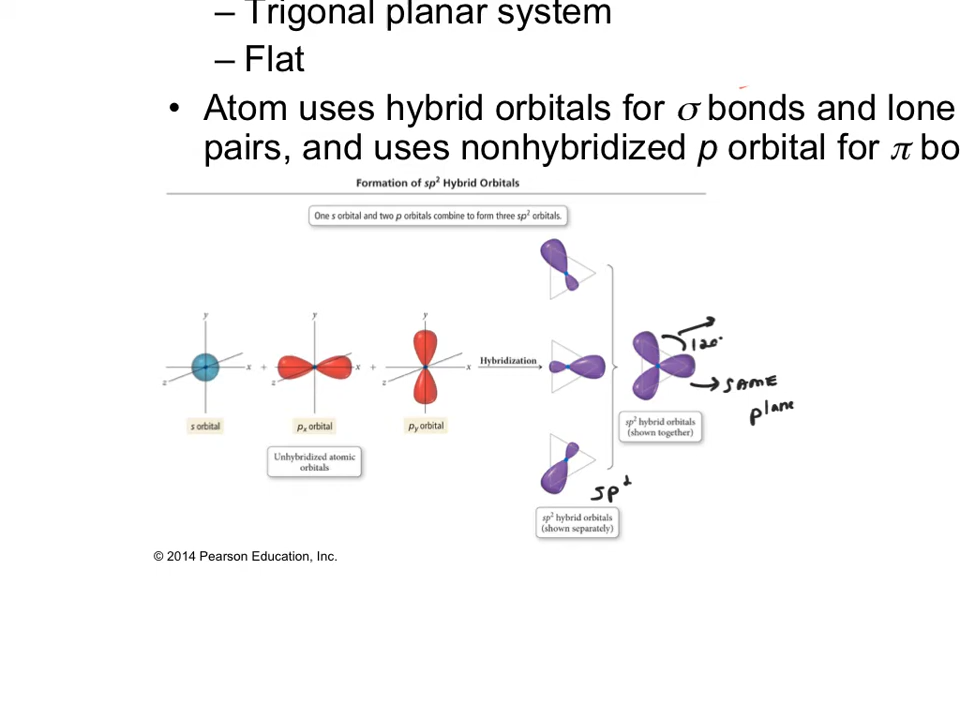 – Trigonal planar system
– Flat
• Atom uses hybrid orbitals for σ bonds and lone
pairs, and uses nonhybridized p orbital for π bo
Formation of sp² Hybrid Orbitals
One s orbital and two p orbitals combine to form three sp² orbitals.
y y y
Hybridization
120°
x + x + x
z z z
SAME
plane
s orbital pₓ orbital pᵧ orbital
sp² hybrid orbitals
(shown together)
Unhybridized atomic
orbitals
sp²
sp² hybrid orbitals
(shown separately)
© 2014 Pearson Education, Inc.